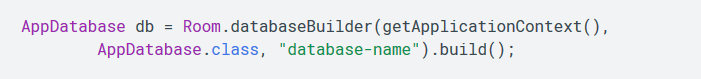 AppDatabase db = Room.databaseBuilder(getApplicationContext(),
        AppDatabase.class, "database-name").build();